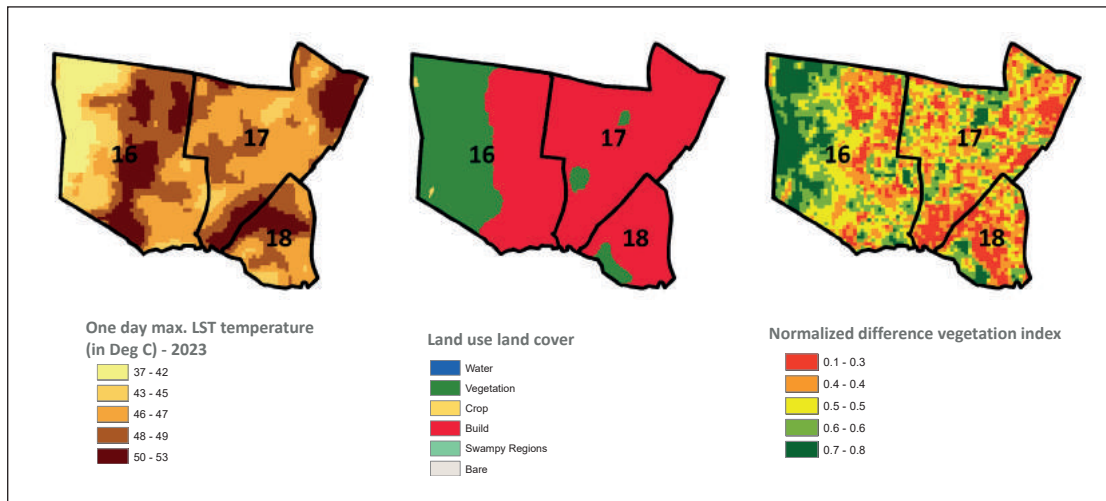 16
17
18
16
17
18
16
17
18
One day max. LST temperature
(in Deg C) - 2023
37 - 42
43 - 45
46 - 47
48 - 49
50 - 53
Land use land cover
Water
Vegetation
Crop
Build
Swampy Regions
Bare
Normalized difference vegetation index
0.1 - 0.3
0.4 - 0.4
0.5 - 0.5
0.6 - 0.6
0.7 - 0.8